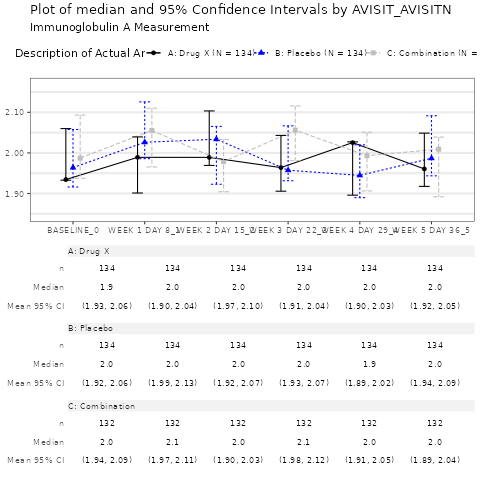 Plot of median and 95% Confidence Intervals by AVISIT_AVISITN
Immunoglobulin A Measurement
Description of Actual Ar
A: Drug X (N = 134)
B: Placebo (N = 134)
C: Combination (N =
2.10
2.00
1.90
BASELINE_0
WEEK 1 DAY 8_1
WEEK 2 DAY 15_2
WEEK 3 DAY 22_3
WEEK 4 DAY 29_4
WEEK 5 DAY 36_5
A: Drug X
n 134 134 134 134 134 134
Median 1.9 2.0 2.0 2.0 2.0 2.0
Mean 95% CI (1.93, 2.06) (1.90, 2.04) (1.97, 2.10) (1.91, 2.04) (1.90, 2.03) (1.92, 2.05)
B: Placebo
n 134 134 134 134 134 134
Median 2.0 2.0 2.0 2.0 1.9 2.0
Mean 95% CI (1.92, 2.06) (1.99, 2.13) (1.92, 2.07) (1.93, 2.07) (1.89, 2.02) (1.94, 2.09)
C: Combination
n 132 132 132 132 132 132
Median 2.0 2.1 2.0 2.1 2.0 2.0
Mean 95% CI (1.94, 2.09) (1.97, 2.11) (1.90, 2.03) (1.98, 2.12) (1.91, 2.05) (1.89, 2.04)